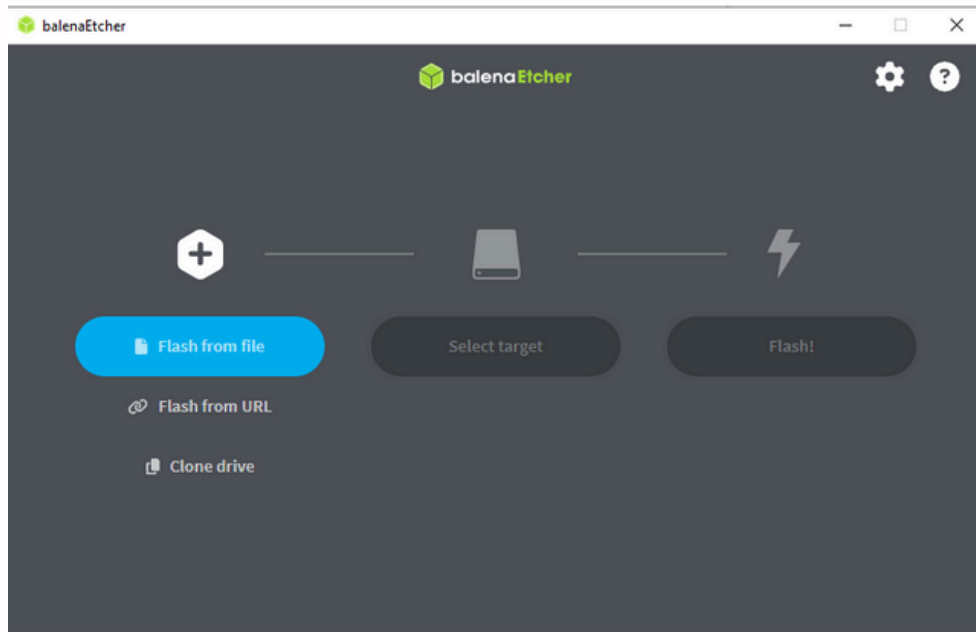 balenaEtcher
balenaEtcher
?
Flash from file
Select target
Flash!
Flash from URL
Clone drive